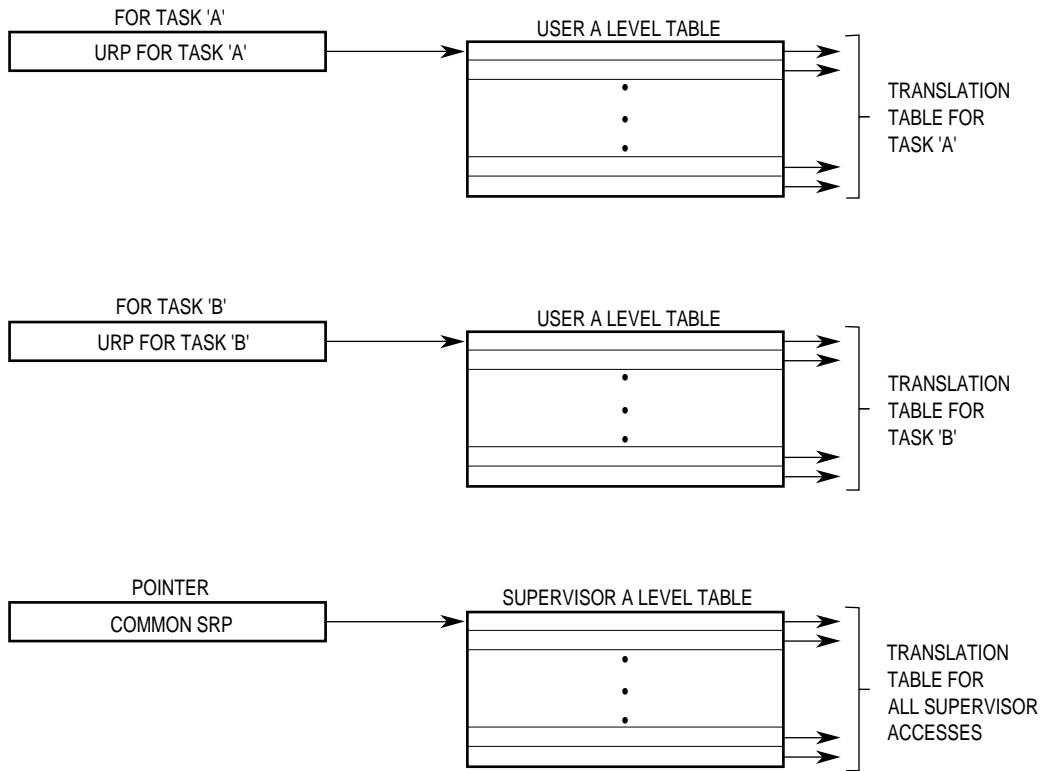 FOR TASK 'A'
URP FOR TASK 'A'
USER A LEVEL TABLE
TRANSLATION
TABLE FOR
TASK 'A'
FOR TASK 'B'
URP FOR TASK 'B'
USER A LEVEL TABLE
TRANSLATION
TABLE FOR
TASK 'B'
POINTER
COMMON SRP
SUPERVISOR A LEVEL TABLE
TRANSLATION
TABLE FOR
ALL SUPERVISOR
ACCESSES